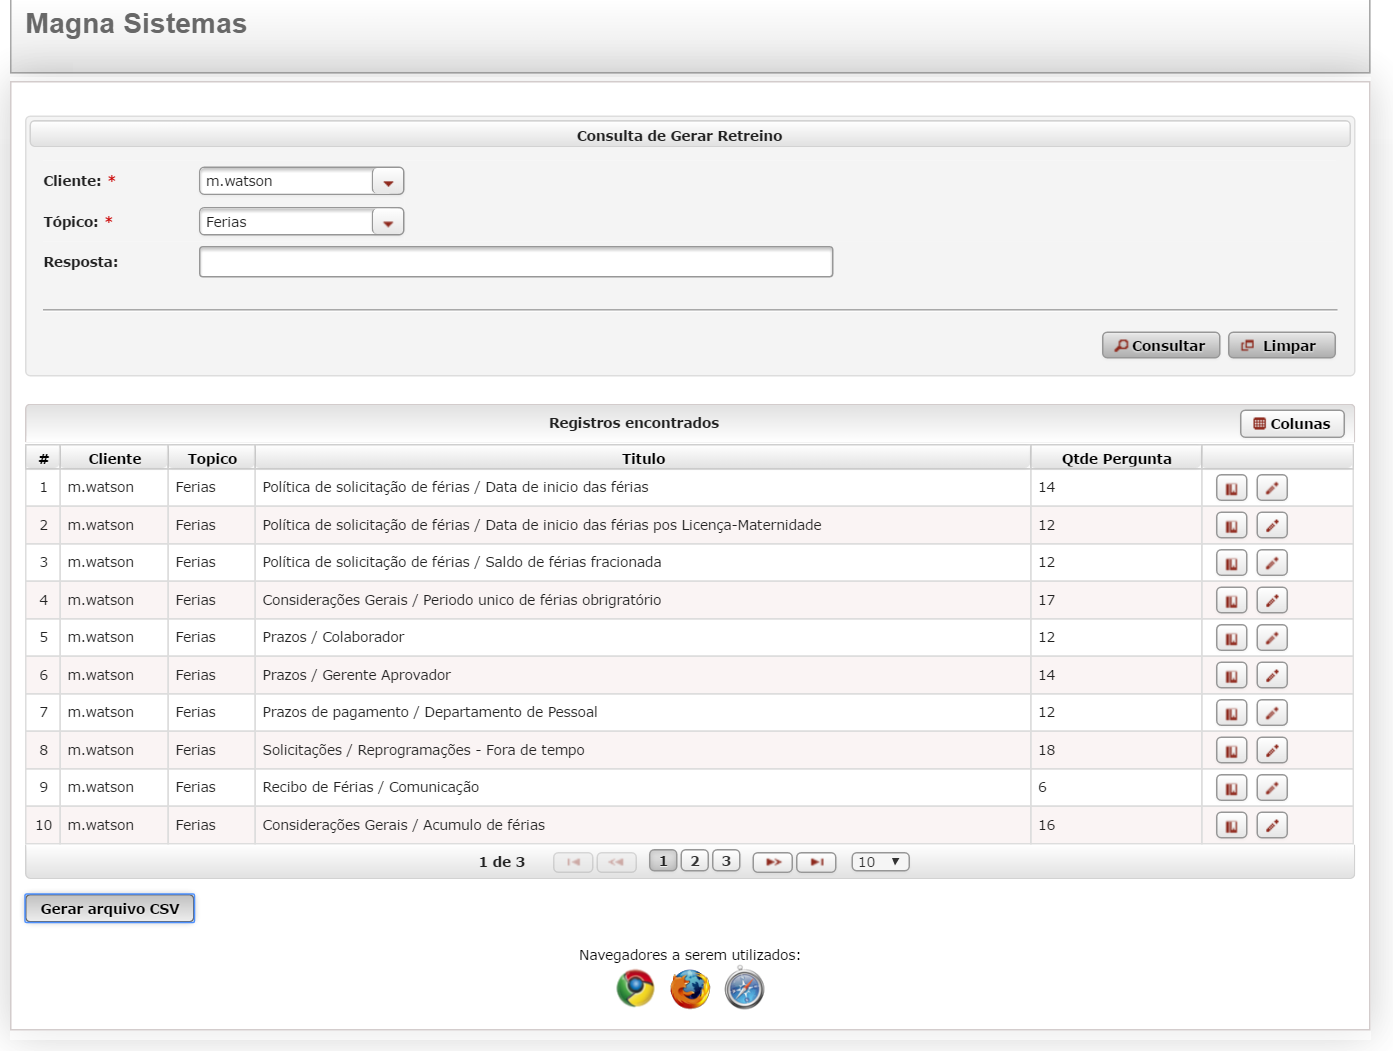 Magna Sistemas
Consulta de Gerar Retreino
Cliente: * m.watson
Tópico: * Ferias
Resposta:
Consultar Limpar
Registros encontrados Colunas
# Cliente Topico Titulo Qtde Pergunta
1 m.watson Ferias Política de solicitação de férias / Data de inicio das férias 14
2 m.watson Ferias Política de solicitação de férias / Data de inicio das férias pos Licença-Maternidade 12
3 m.watson Ferias Política de solicitação de férias / Saldo de férias fracionada 12
4 m.watson Ferias Considerações Gerais / Periodo unico de férias obrigratório 17
5 m.watson Ferias Prazos / Colaborador 12
6 m.watson Ferias Prazos / Gerente Aprovador 14
7 m.watson Ferias Prazos de pagamento / Departamento de Pessoal 12
8 m.watson Ferias Solicitações / Reprogramações - Fora de tempo 18
9 m.watson Ferias Recibo de Férias / Comunicação 6
10 m.watson Ferias Considerações Gerais / Acumulo de férias 16
1 de 3 1 2 3 10
Gerar arquivo CSV
Navegadores a serem utilizados: